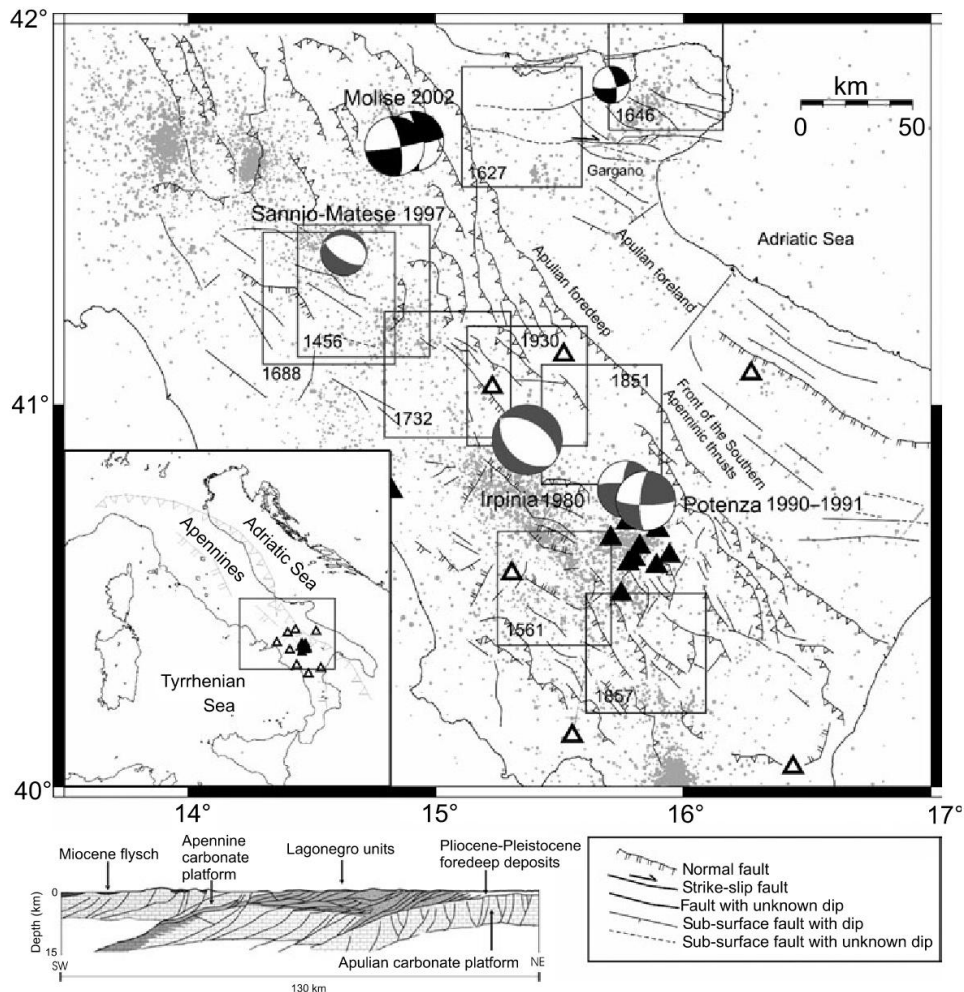 42°
km
Molise 2002
1646
0 50
1627
Gargano
Sannio-Matese 1997
Adriatic Sea
Apulian foredeep
Apulian foreland
1456
1930
1688
1851
41°
1732
Front of the Southern
Apenninic thrusts
Irpinia 1980
Potenza 1990–1991
Apennines
Adriatic Sea
1561
Tyrrhenian
Sea
1857
40°
14° 15° 16° 17°
Miocene flysch
Apennine
carbonate
platform
Lagonegro units
Pliocene-Pleistocene
foredeep deposits
Depth (km)
0
15
SW
NE
Apulian carbonate platform
130 km
Normal fault
Strike-slip fault
Fault with unknown dip
Sub-surface fault with dip
Sub-surface fault with unknown dip